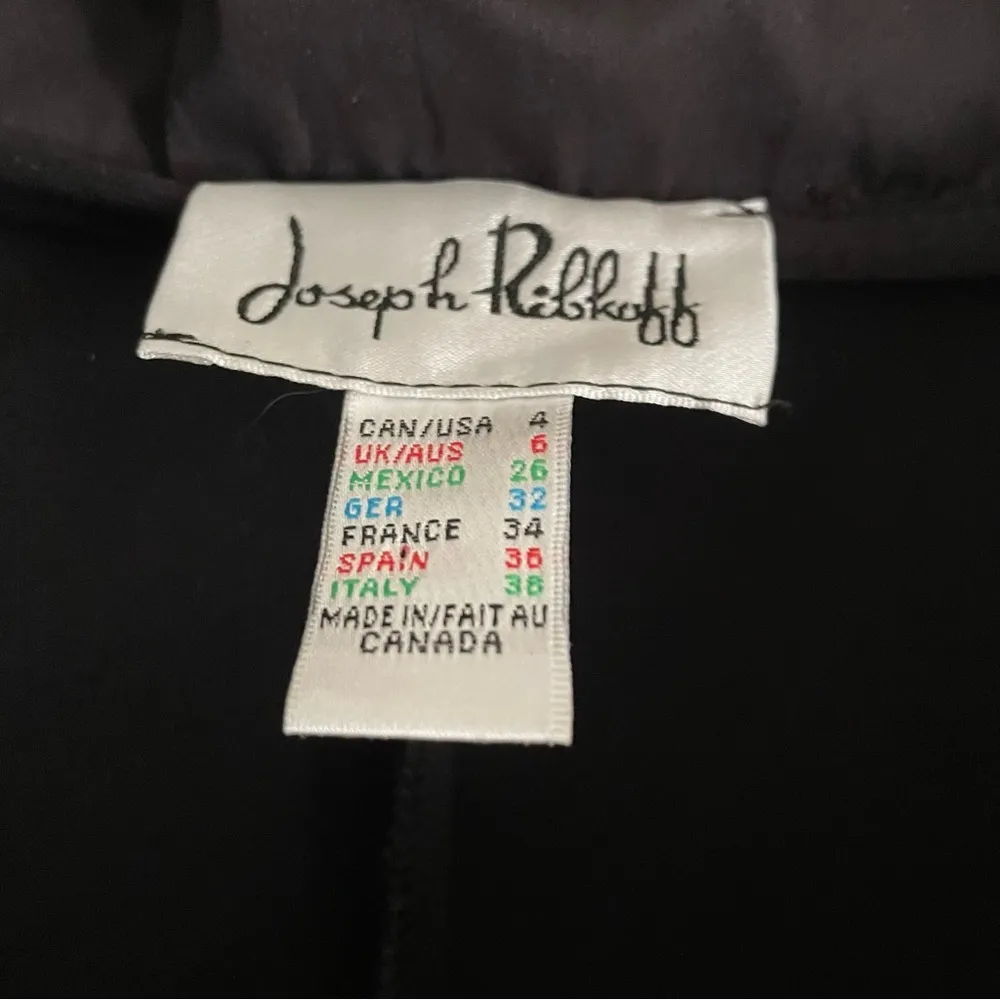 Joseph Ribkoff
CAN/USA 4
UK/AUS 6
MEXICO 26
GER 32
FRANCE 34
SPAIN 36
ITALY 38
MADE IN/FAIT AU
CANADA